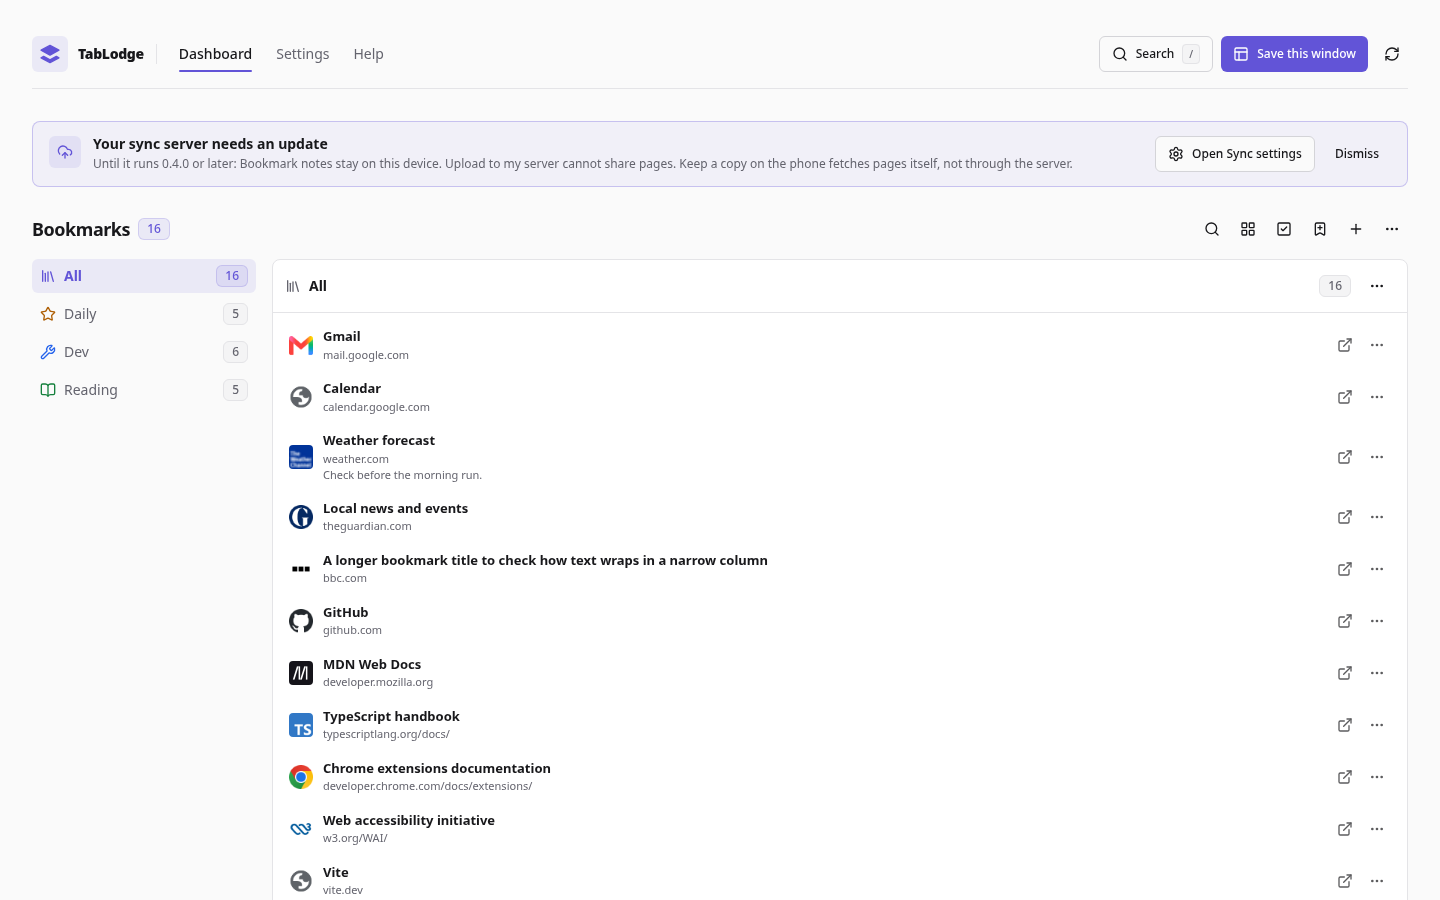 TabLodge
Dashboard
Settings
Help
Search /
Save this window
Your sync server needs an update
Until it runs 0.4.0 or later: Bookmark notes stay on this device. Upload to my server cannot share pages. Keep a copy on the phone fetches pages itself, not through the server.
Open Sync settings
Dismiss
Bookmarks 16
All 16
Daily 5
Dev 6
Reading 5
All 16
Gmail
mail.google.com
Calendar
calendar.google.com
The Weather Channel
Weather forecast
weather.com
Check before the morning run.
Local news and events
theguardian.com
A longer bookmark title to check how text wraps in a narrow column
bbc.com
GitHub
github.com
MDN Web Docs
developer.mozilla.org
TS
TypeScript handbook
typescriptlang.org/docs/
Chrome extensions documentation
developer.chrome.com/docs/extensions/
Web accessibility initiative
w3.org/WAI/
Vite
vite.dev